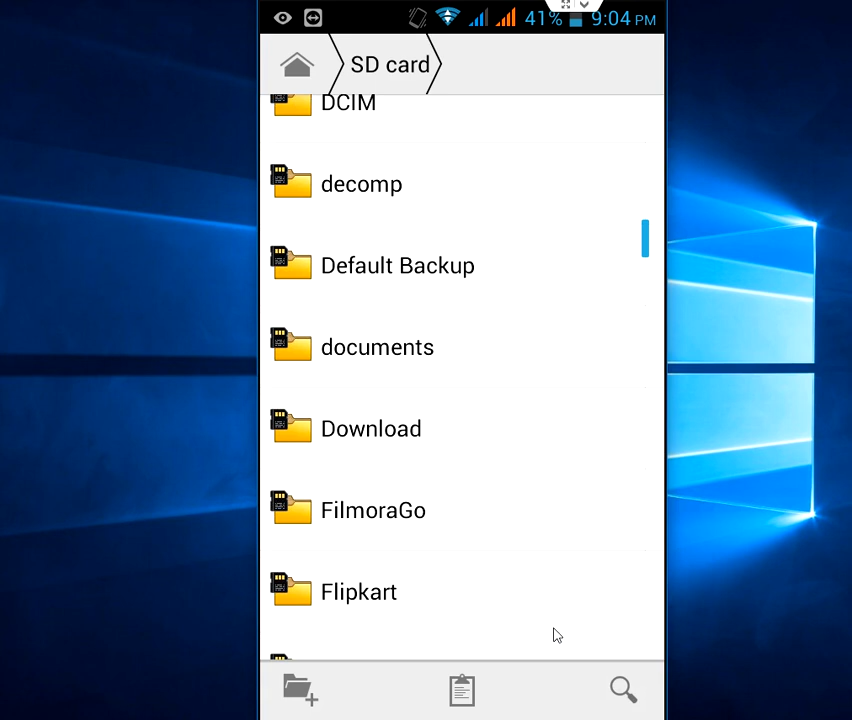 41% 9:04 PM
SD card
DCIM
decomp
Default Backup
documents
Download
FilmoraGo
Flipkart